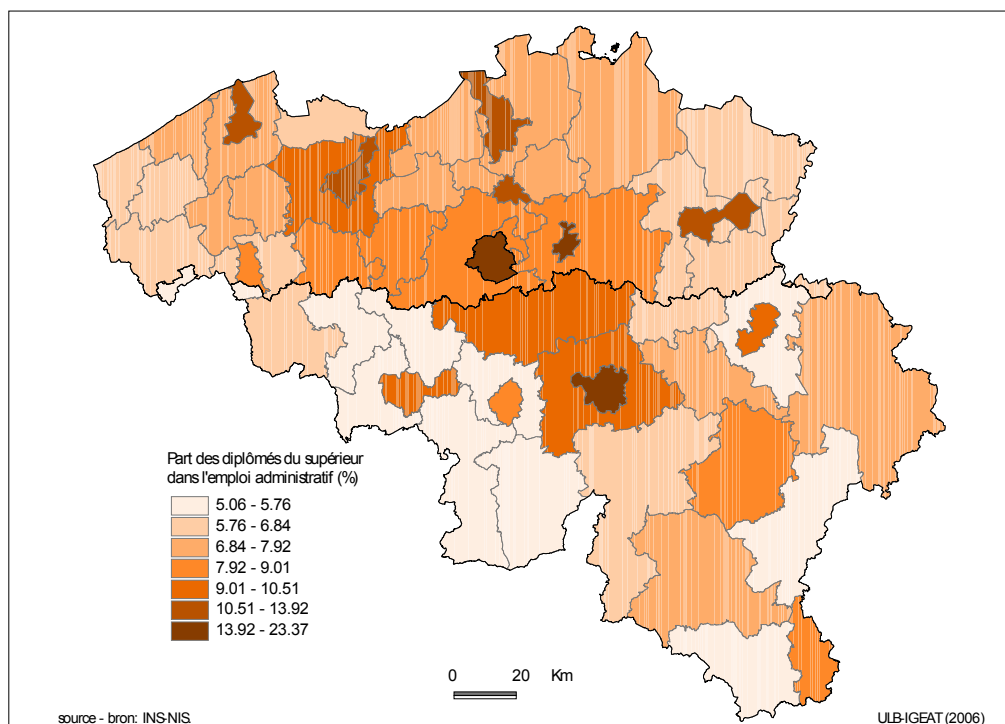 Part des diplômés du supérieur
dans l'emploi administratif (%)
5.06 - 5.76
5.76 - 6.84
6.84 - 7.92
7.92 - 9.01
9.01 - 10.51
10.51 - 13.92
13.92 - 23.37
0 20 Km
source - bron: INS-NIS.
ULB-IGEAT (2006)